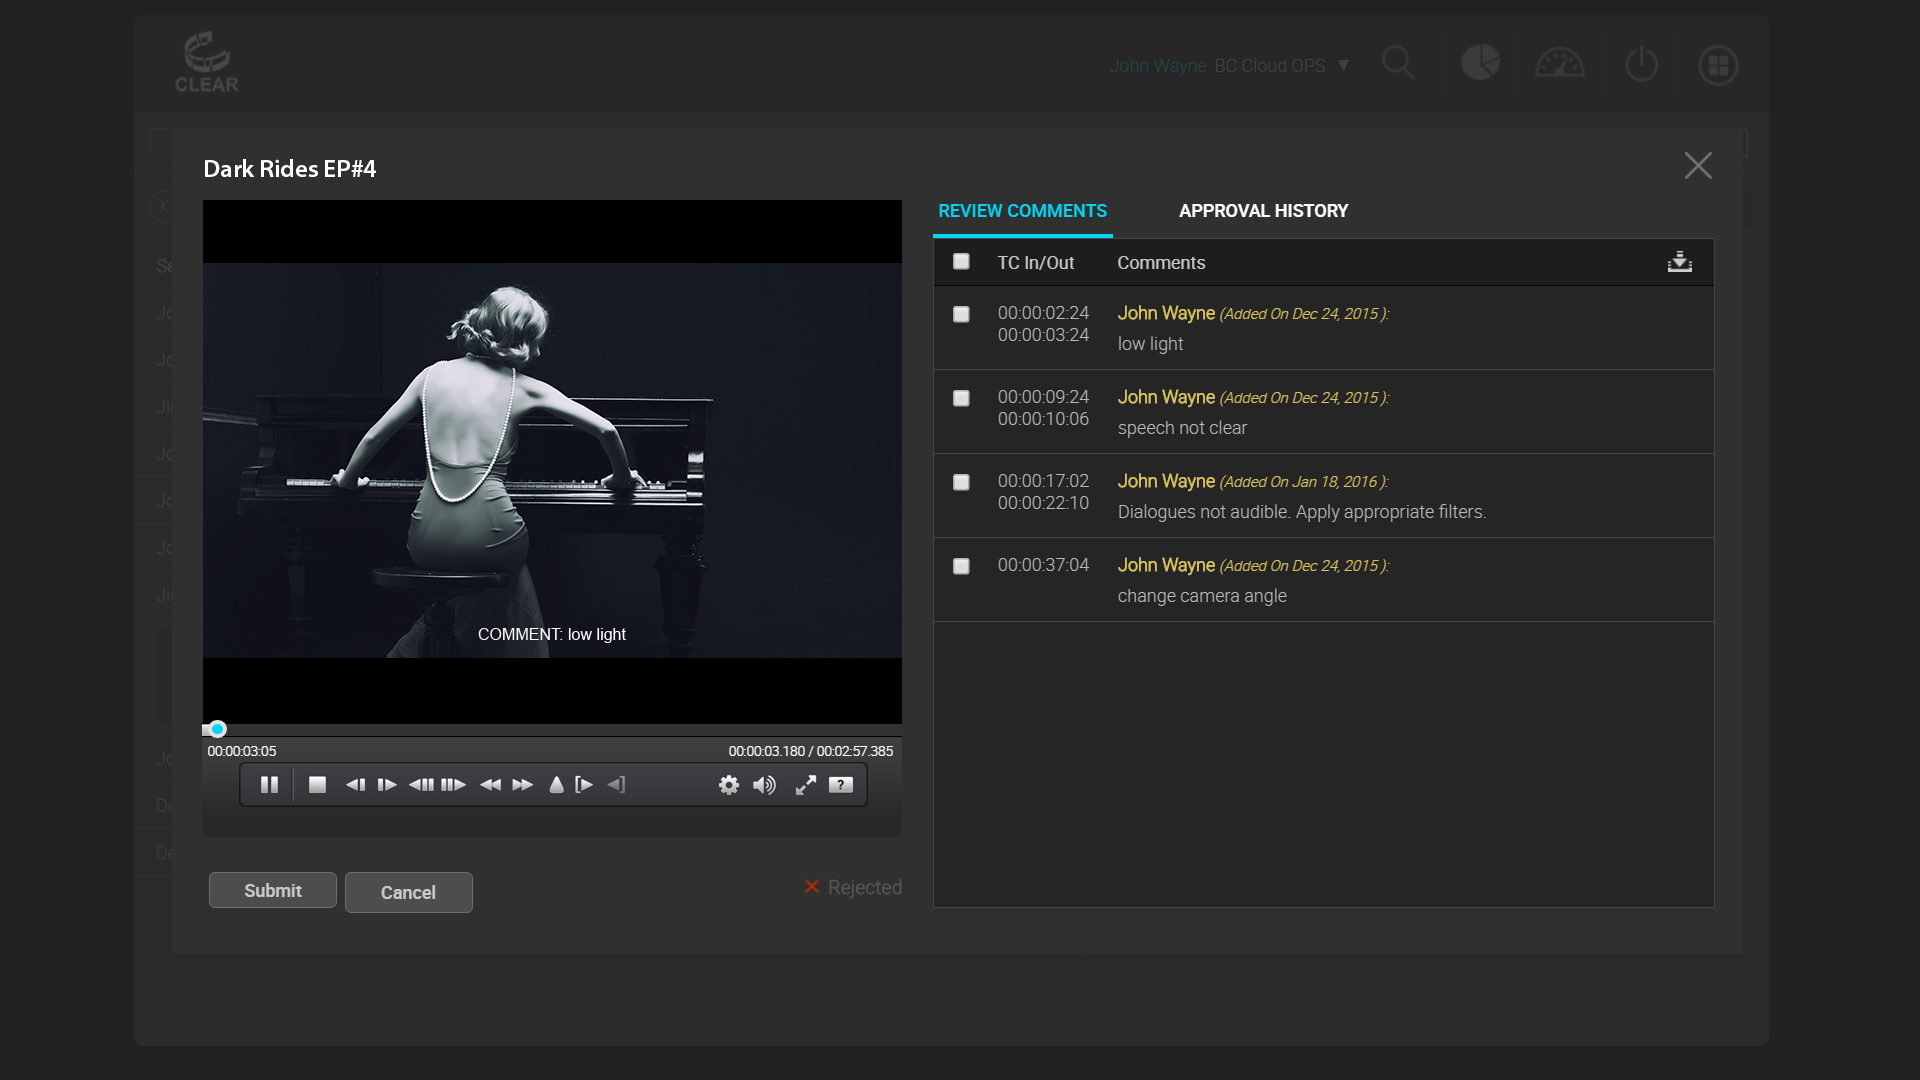 CLEAR
John Wayne BC Cloud OPS
Dark Rides EP#4
REVIEW COMMENTS
APPROVAL HISTORY
TC In/Out Comments
00:00:02:24 John Wayne (Added On Dec 24, 2015 ):
00:00:03:24
low light
00:00:09:24 John Wayne (Added On Dec 24, 2015 ):
00:00:10:06
speech not clear
00:00:17:02 John Wayne (Added On Jan 18, 2016 ):
00:00:22:10
Dialogues not audible. Apply appropriate filters.
00:00:37:04 John Wayne (Added On Dec 24, 2015 ):
change camera angle
COMMENT: low light
00:00:03:05
00:00:03.180 / 00:02:57.385
?
Submit
Cancel
Rejected